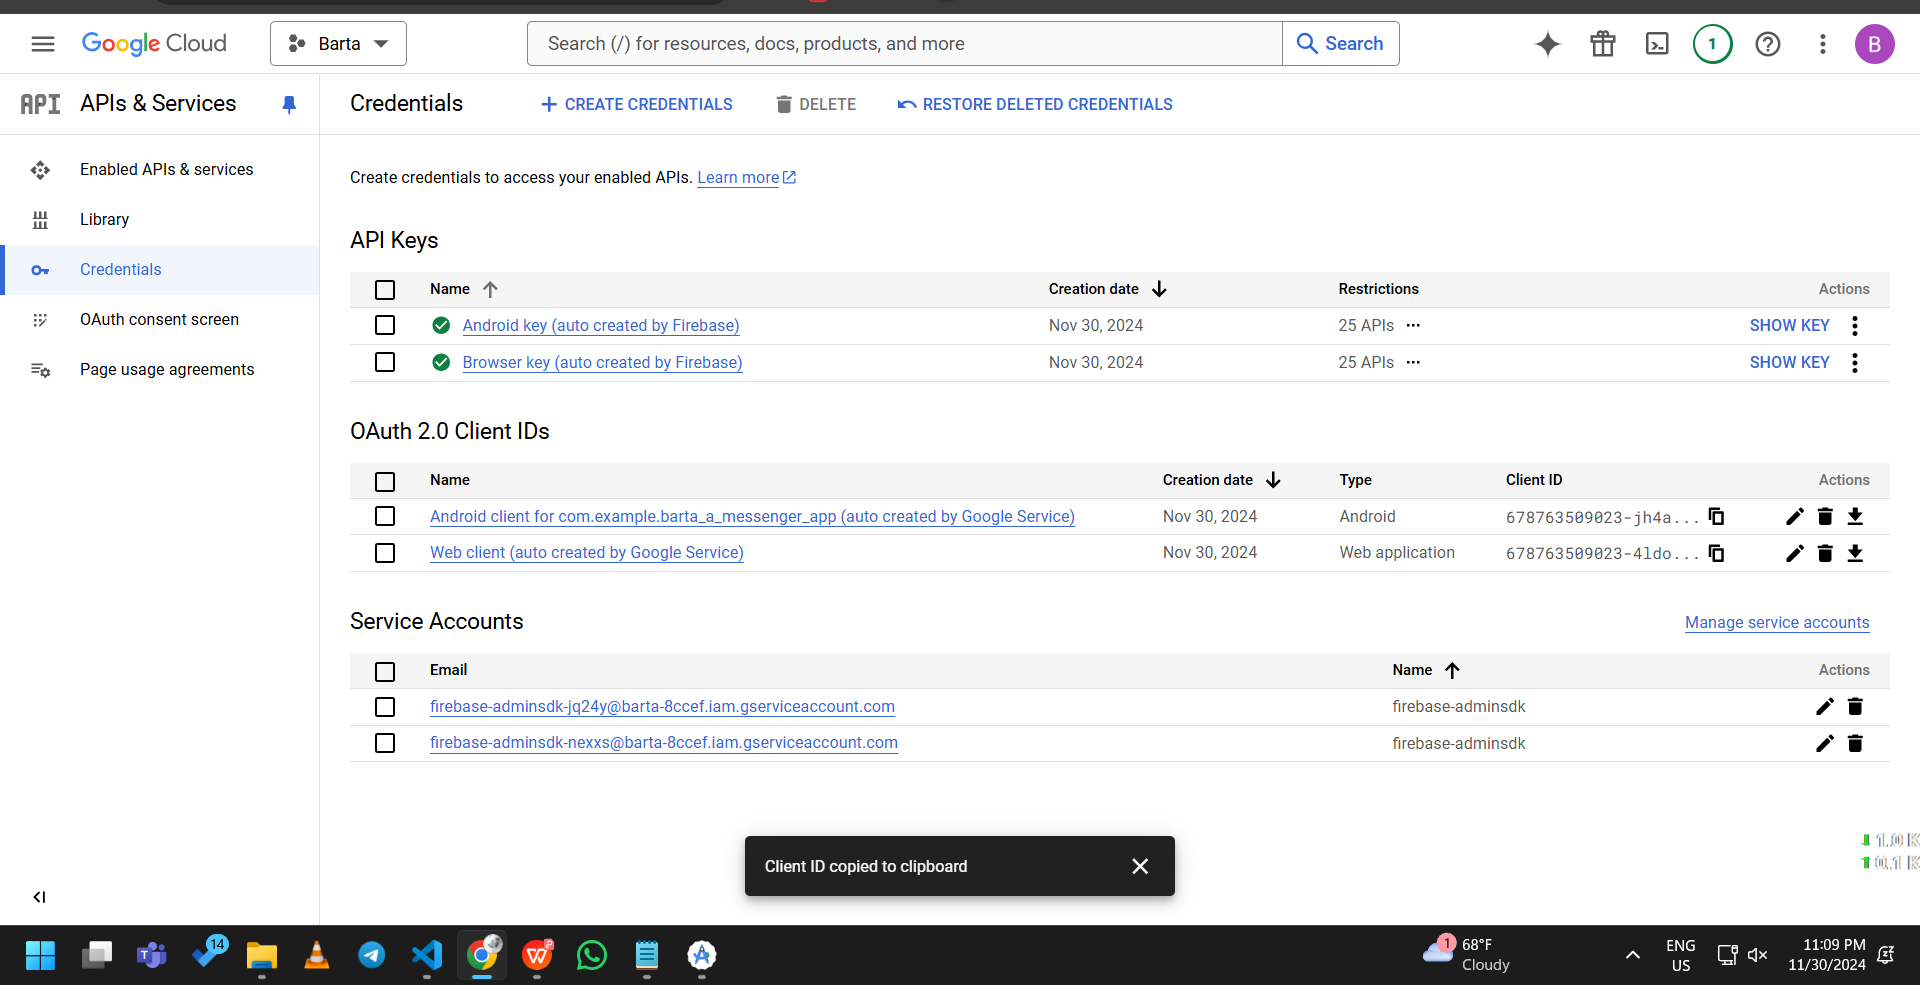 Google Cloud
Barta
Search (/) for resources, docs, products, and more
Search
1
B
API APIs & Services
Credentials
CREATE CREDENTIALS
DELETE
RESTORE DELETED CREDENTIALS
Enabled APIs & services
Library
Credentials
OAuth consent screen
Page usage agreements
Create credentials to access your enabled APIs. Learn more
API Keys
Name Creation date Restrictions Actions
Android key (auto created by Firebase) Nov 30, 2024 25 APIs ... SHOW KEY
Browser key (auto created by Firebase) Nov 30, 2024 25 APIs ... SHOW KEY
OAuth 2.0 Client IDs
Name Creation date Type Client ID Actions
Android client for com.example.barta_a_messenger_app (auto created by Google Service) Nov 30, 2024 Android 678763509023-jh4a...
Web client (auto created by Google Service) Nov 30, 2024 Web application 678763509023-4ldo...
Service Accounts
Manage service accounts
Email Name Actions
firebase-adminsdk-jq24y@barta-8ccef.iam.gserviceaccount.com firebase-adminsdk
firebase-adminsdk-nexxs@barta-8ccef.iam.gserviceaccount.com firebase-adminsdk
Client ID copied to clipboard
1.0 K
0.1 K
14
1
68°F
Cloudy
ENG
US
11:09 PM
11/30/2024